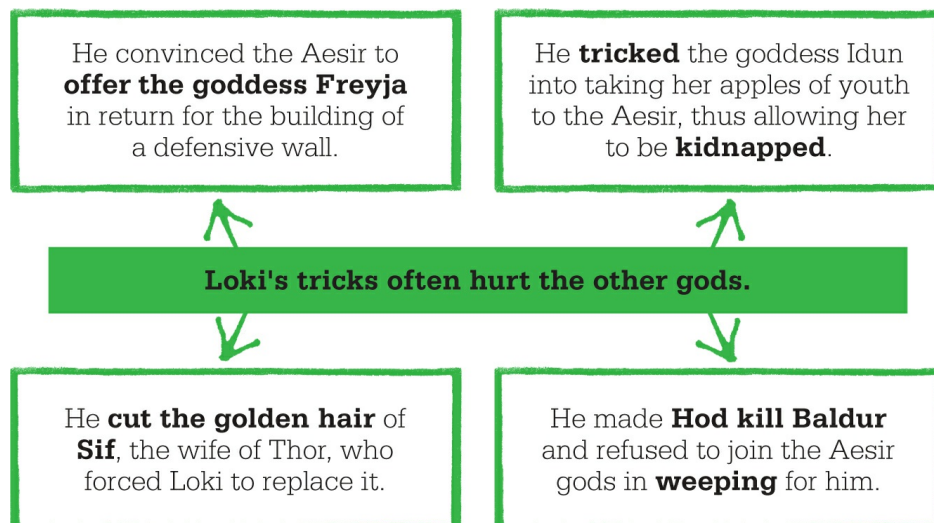 He convinced the Aesir to
offer the goddess Freyja
in return for the building of
a defensive wall.
He tricked the goddess Idun
into taking her apples of youth
to the Aesir, thus allowing her
to be kidnapped.
Loki's tricks often hurt the other gods.
He cut the golden hair of
Sif, the wife of Thor, who
forced Loki to replace it.
He made Hod kill Baldur
and refused to join the Aesir
gods in weeping for him.